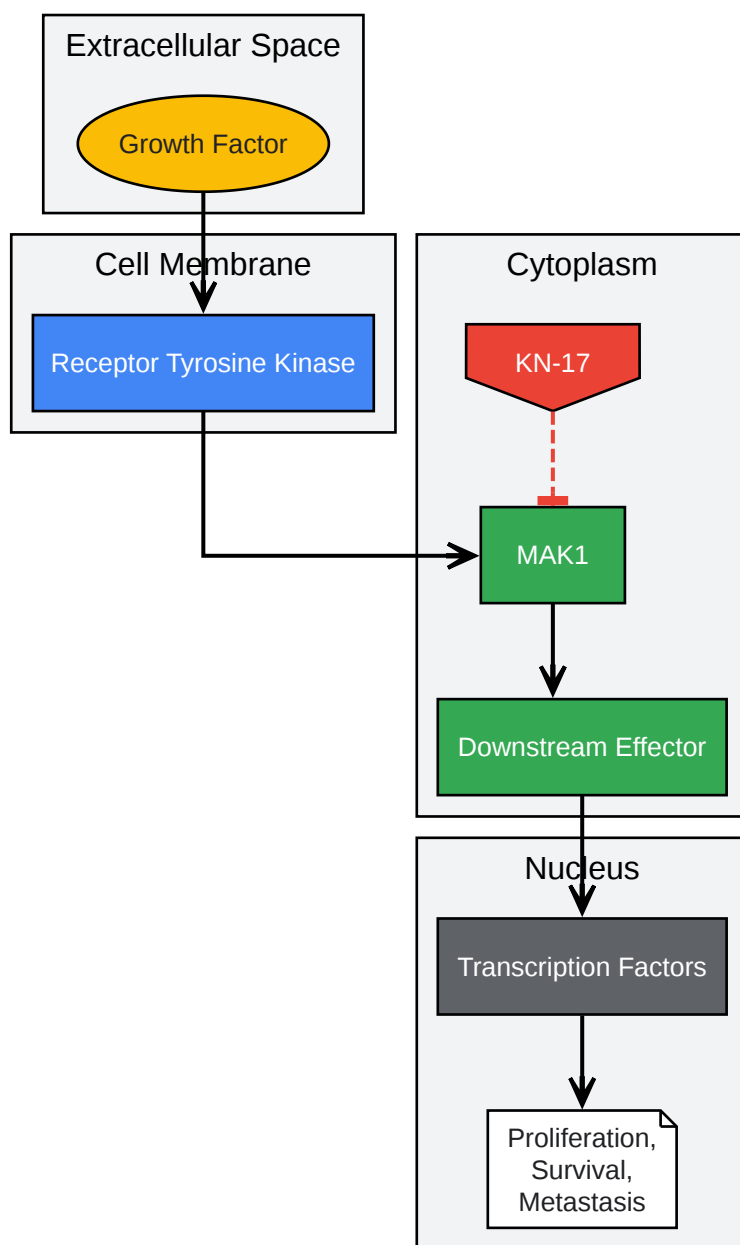 Extracellular Space
Growth Factor
Cell Membrane
Receptor Tyrosine Kinase
Cytoplasm
KN-17
MAK1
Downstream Effector
Nucleus
Transcription Factors
Proliferation,
Survival,
Metastasis